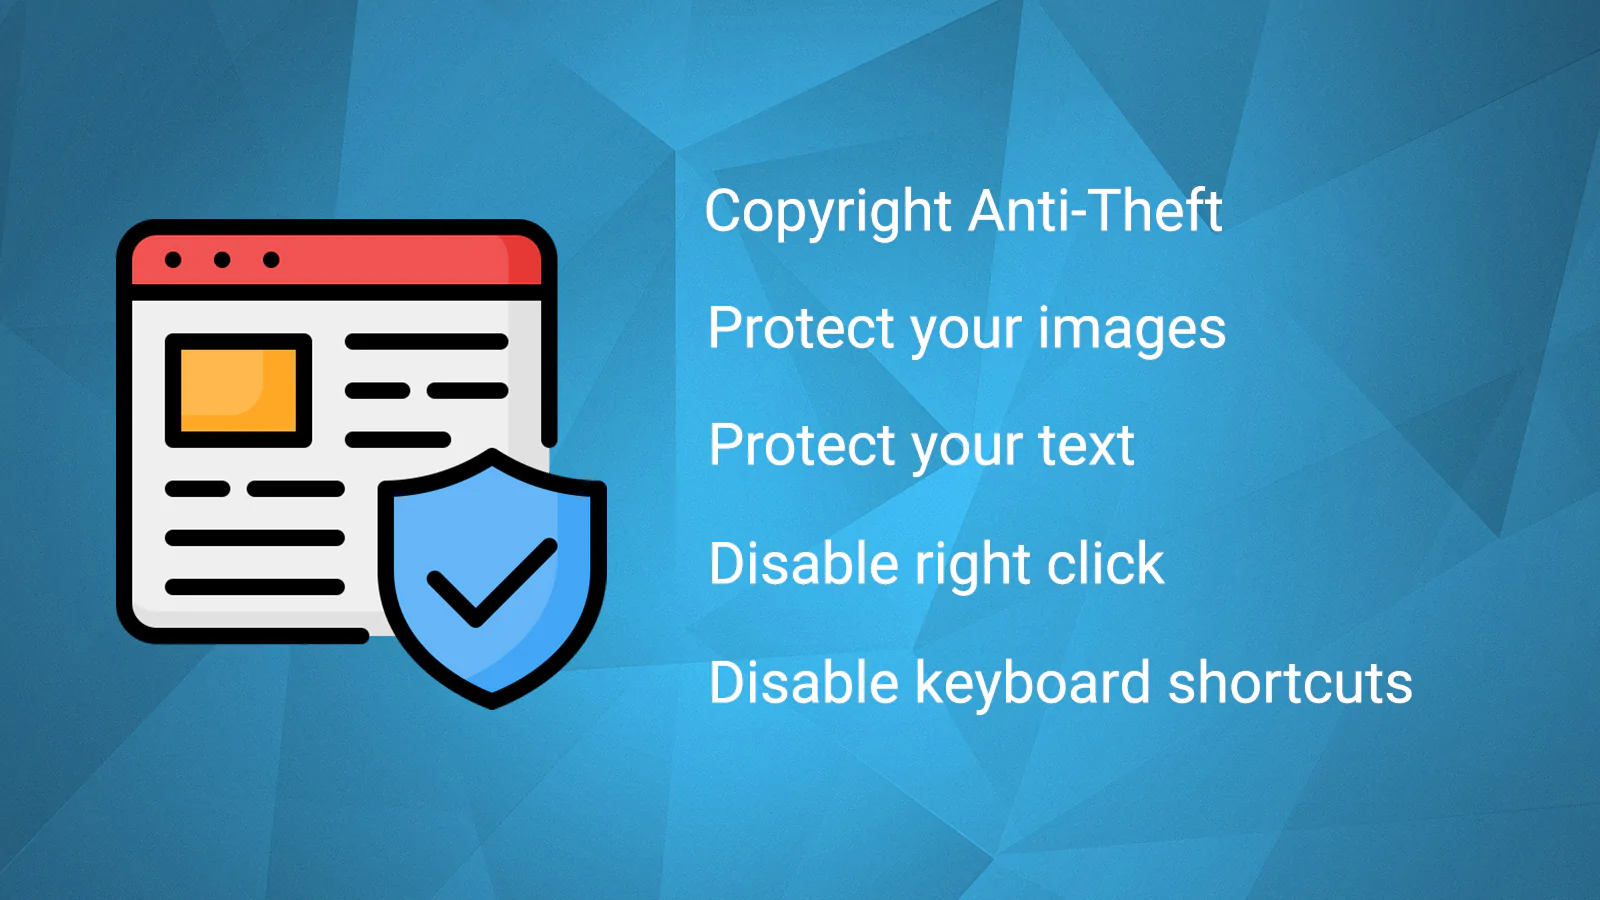 Copyright Anti-Theft
Protect your images
Protect your text
Disable right click
Disable keyboard shortcuts